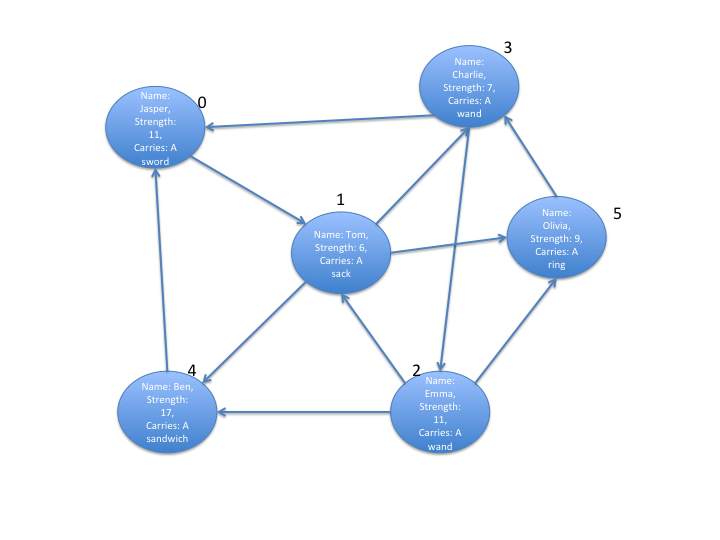 3
Name:
Charlie,
Strength: 7,
Carries: A
wand
0
Name:
Jasper,
Strength:
11,
Carries: A
sword
1
Name: Tom,
Strength: 6,
Carries: A
sack
5
Name:
Olivia,
Strength: 9,
Carries: A
ring
4
Name: Ben,
Strength:
17,
Carries: A
sandwich
2
Name:
Emma,
Strength:
11,
Carries: A
wand